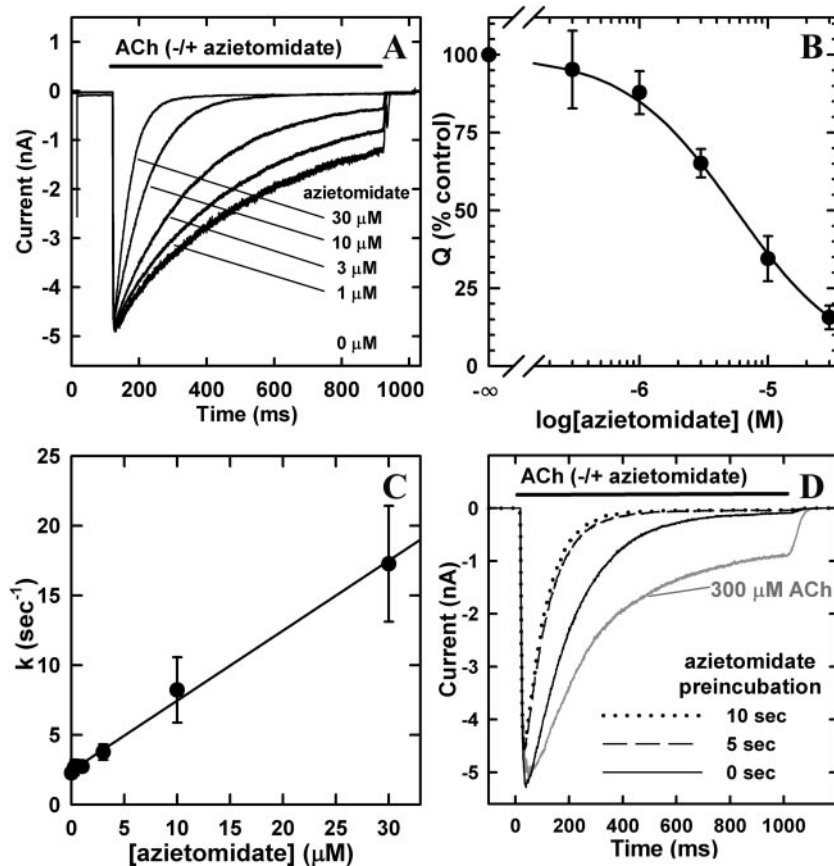 A
ACh (-/+ azietomidate)
0
-1
-2
-3
-4
-5
Current (nA)
azietomidate
30 μM
10 μM
3 μM
1 μM
0 μM
0 200 400 600 800 1000
Time (ms)
B
100
75
50
25
0
Q (% control)
-∞ -6 -5
log[azietomidate] (M)
C
25
20
15
10
5
0
k (sec⁻¹)
0 5 10 15 20 25 30
[azietomidate] (μM)
D
ACh (-/+ azietomidate)
0
-1
-2
-3
-4
-5
Current (nA)
300 μM ACh
azietomidate
preincubation
10 sec
5 sec
0 sec
0 200 400 600 800 1000
Time (ms)